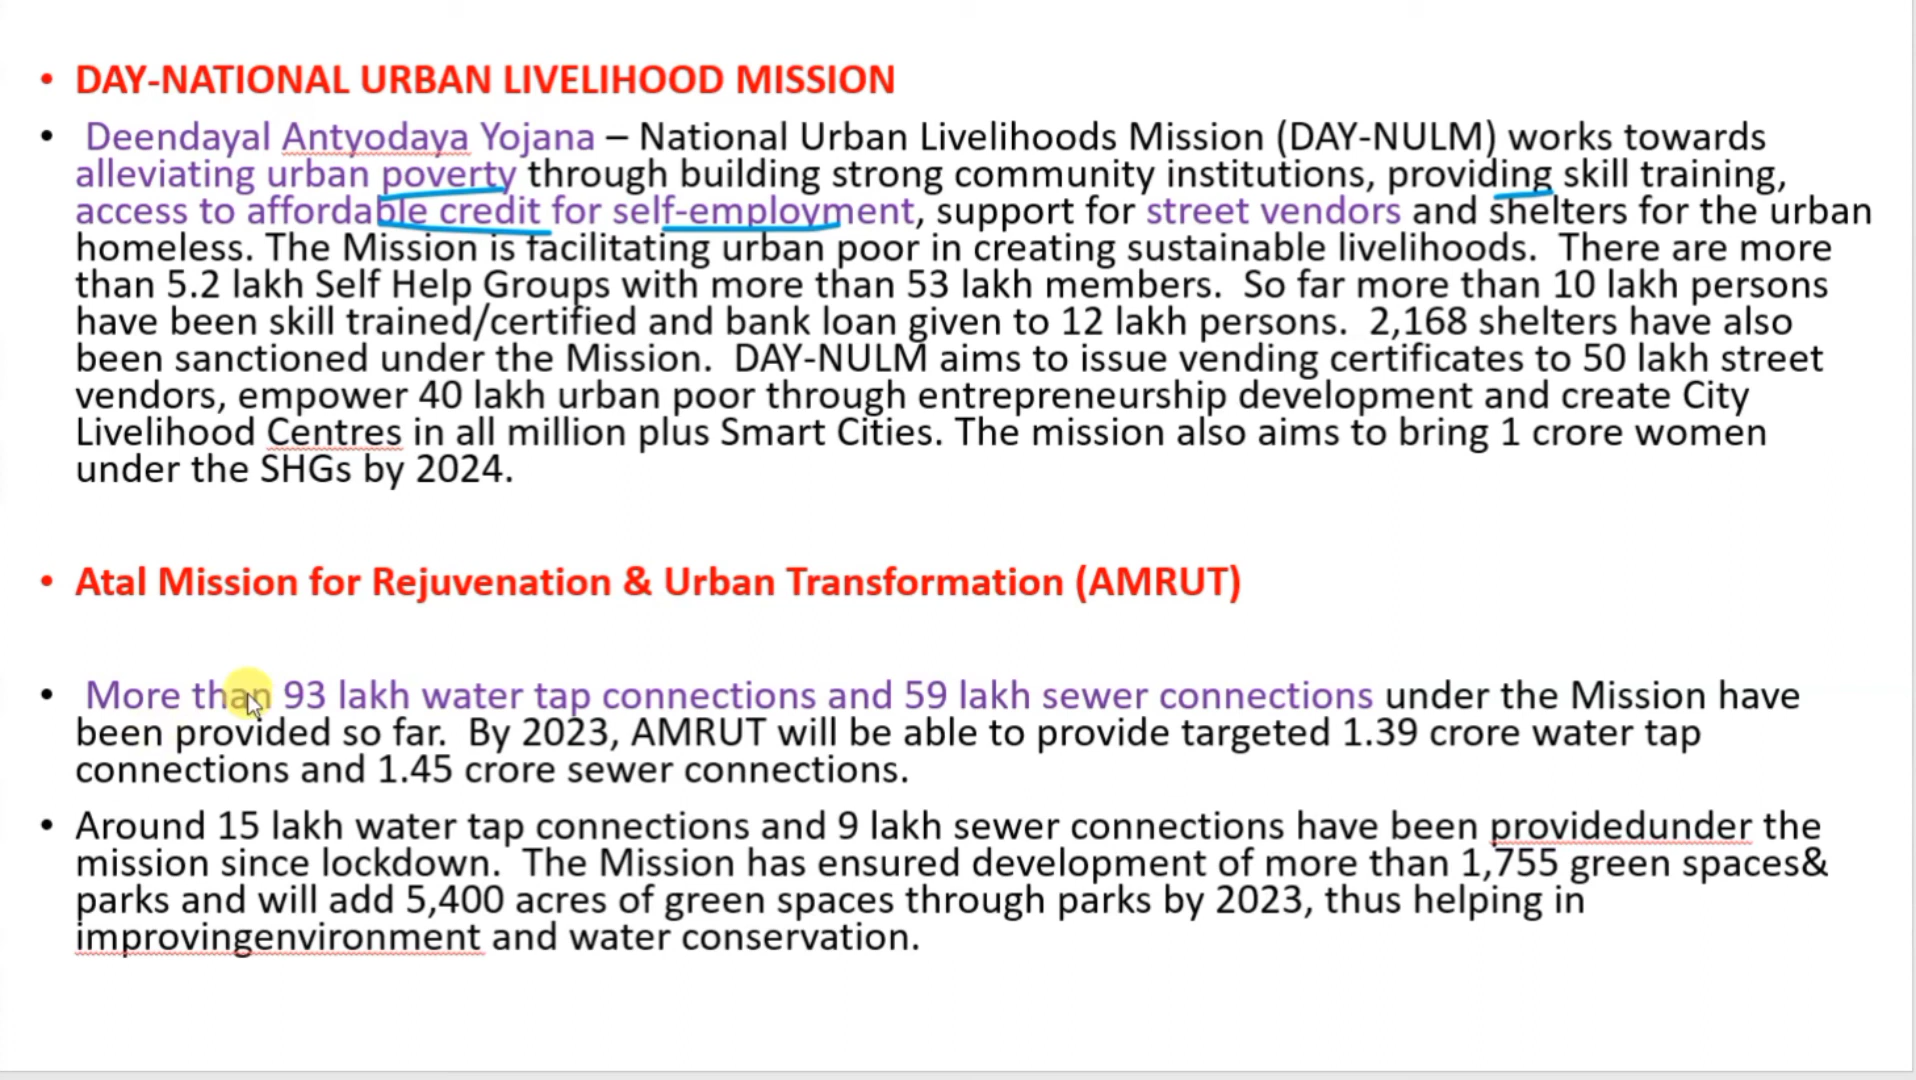 • DAY-NATIONAL URBAN LIVELIHOOD MISSION
• Deendayal Antyodaya Yojana – National Urban Livelihoods Mission (DAY-NULM) works towards
alleviating urban poverty through building strong community institutions, providing skill training,
access to affordable credit for self-employment, support for street vendors and shelters for the urban
homeless. The Mission is facilitating urban poor in creating sustainable livelihoods.  There are more
than 5.2 lakh Self Help Groups with more than 53 lakh members.  So far more than 10 lakh persons
have been skill trained/certified and bank loan given to 12 lakh persons.  2,168 shelters have also
been sanctioned under the Mission.  DAY-NULM aims to issue vending certificates to 50 lakh street
vendors, empower 40 lakh urban poor through entrepreneurship development and create City
Livelihood Centres in all million plus Smart Cities. The mission also aims to bring 1 crore women
under the SHGs by 2024.
• Atal Mission for Rejuvenation & Urban Transformation (AMRUT)
• More than 93 lakh water tap connections and 59 lakh sewer connections under the Mission have
been provided so far.  By 2023, AMRUT will be able to provide targeted 1.39 crore water tap
connections and 1.45 crore sewer connections.
• Around 15 lakh water tap connections and 9 lakh sewer connections have been providedunder the
mission since lockdown.  The Mission has ensured development of more than 1,755 green spaces&
parks and will add 5,400 acres of green spaces through parks by 2023, thus helping in
improvingenvironment and water conservation.